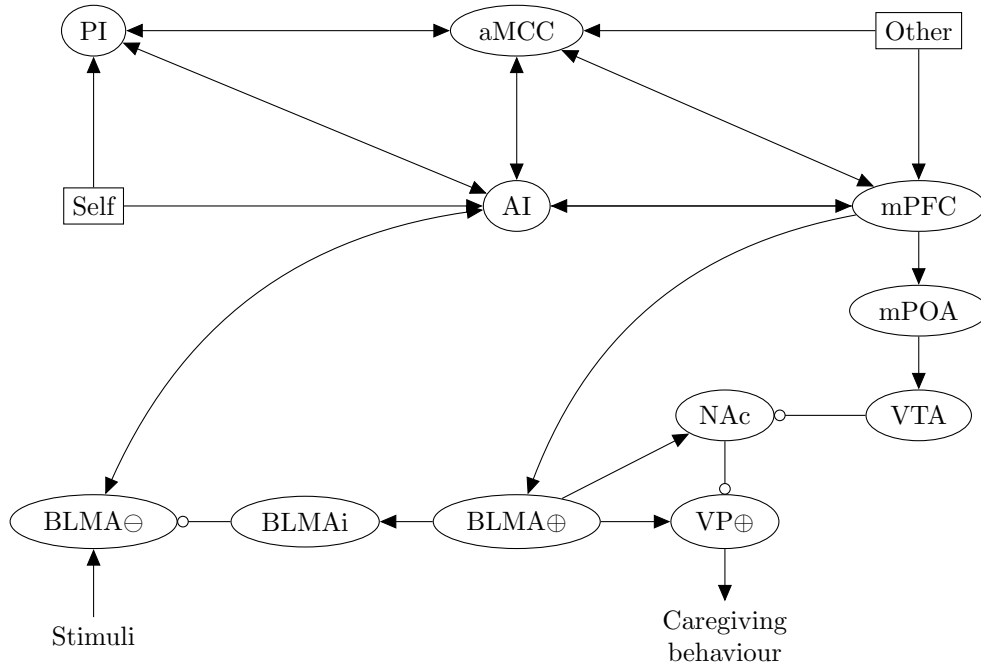 PI
aMCC
Other
Self
AI
mPFC
mPOA
NAc
VTA
BLMA⊖
BLMAi
BLMA⊕
VP⊕
Stimuli
Caregiving
behaviour